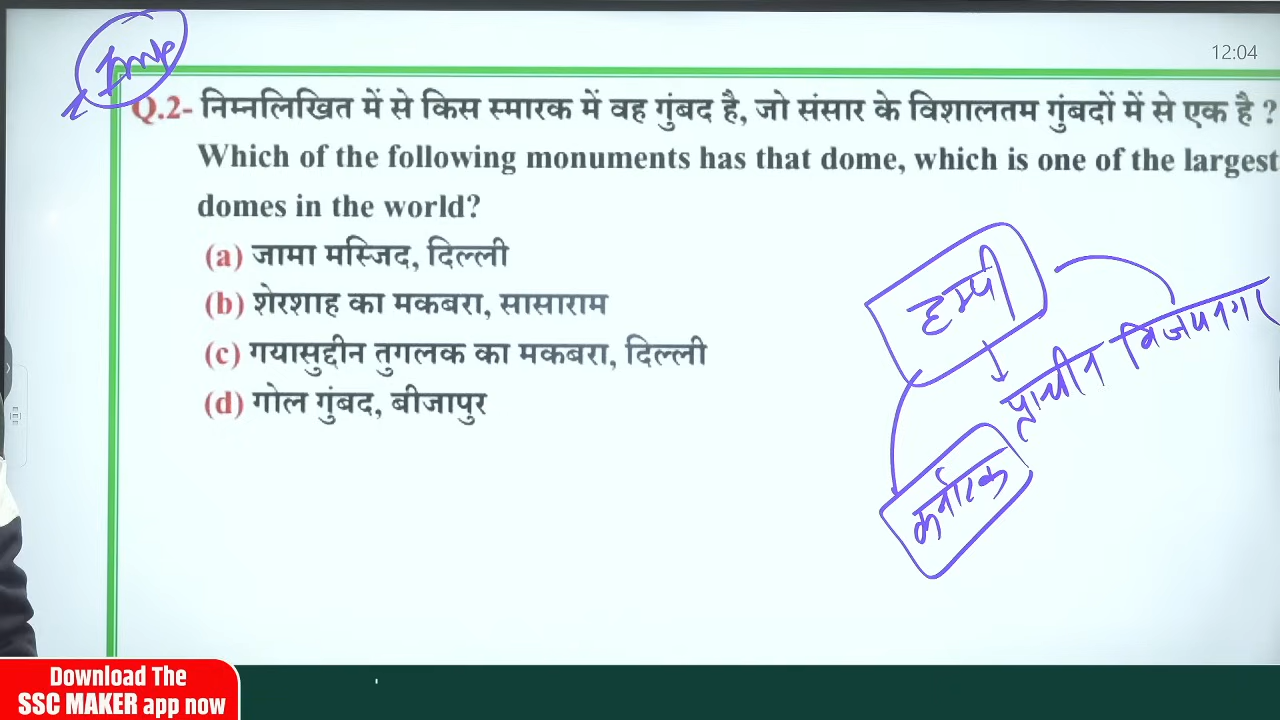 Imp
12:04
Q.2- निम्नलिखित में से किस स्मारक में वह गुंबद है, जो संसार के विशालतम गुंबदों में से एक है ?
Which of the following monuments has that dome, which is one of the largest
domes in the world?
(a) जामा मस्जिद, दिल्ली
(b) शेरशाह का मकबरा, सासाराम
(c) गयासुद्दीन तुगलक का मकबरा, दिल्ली
(d) गोल गुंबद, बीजापुर
हम्पी
प्राचीन विजयनगर
कर्नाटक
Download The
SSC MAKER app now